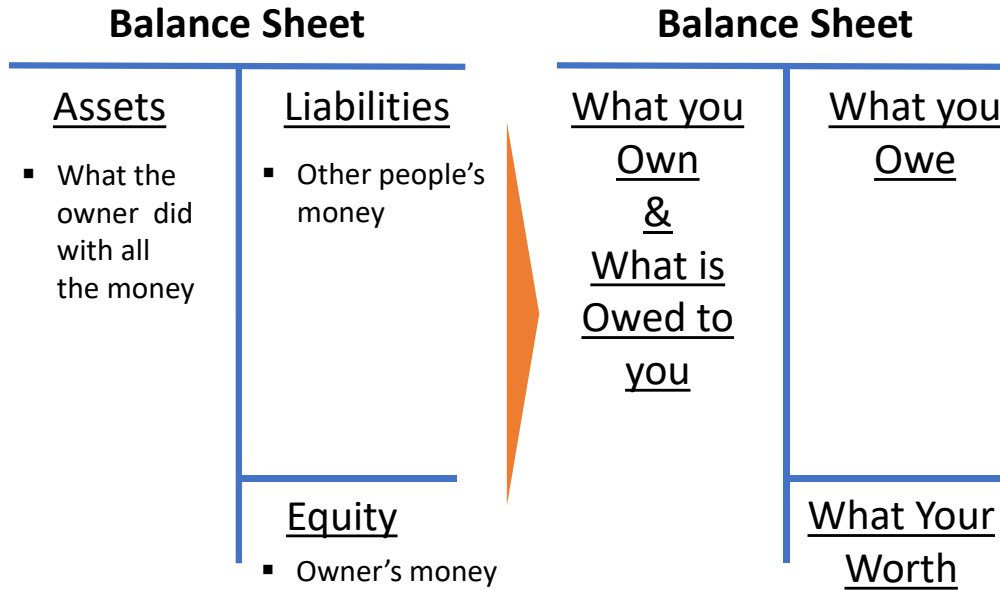 Balance Sheet
Assets
▪ What the
owner did
with all
the money
Liabilities
▪ Other people’s
money
Equity
▪ Owner’s money
Balance Sheet
What you
Own
&
What is
Owed to
you
What you
Owe
What Your
Worth